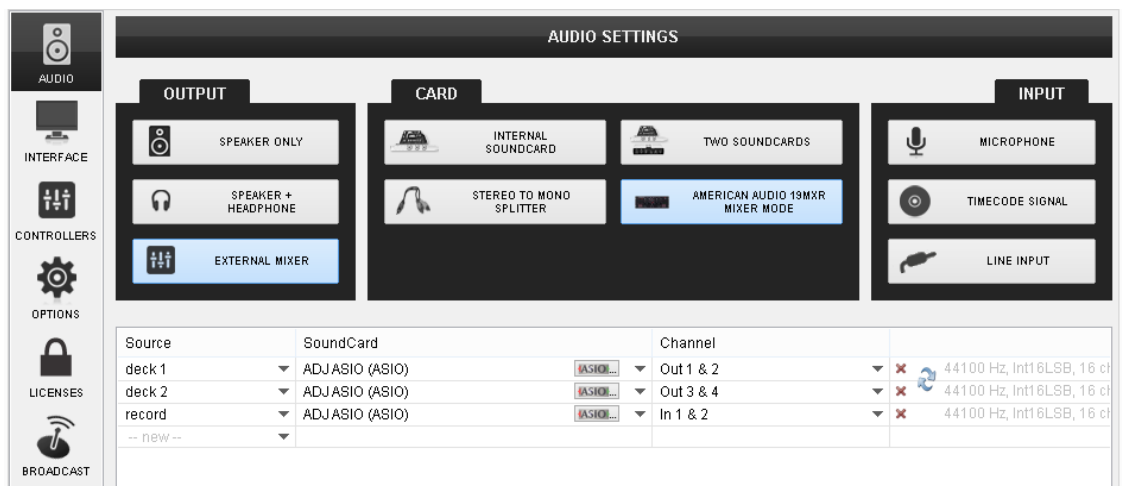 AUDIO SETTINGS
AUDIO
INTERFACE
CONTROLLERS
OPTIONS
LICENSES
BROADCAST
OUTPUT
SPEAKER ONLY
SPEAKER +
HEADPHONE
EXTERNAL MIXER
CARD
INTERNAL
SOUNDCARD
TWO SOUNDCARDS
STEREO TO MONO
SPLITTER
AMERICAN AUDIO 19MXR
MIXER MODE
INPUT
MICROPHONE
TIMECODE SIGNAL
LINE INPUT
Source SoundCard Channel
deck 1 ADJ ASIO (ASIO) ASIO... Out 1 & 2 44100 Hz, Int16LSB, 16 ch
deck 2 ADJ ASIO (ASIO) ASIO... Out 3 & 4 44100 Hz, Int16LSB, 16 ch
record ADJ ASIO (ASIO) ASIO... In 1 & 2 44100 Hz, Int16LSB, 16 ch
-- new --